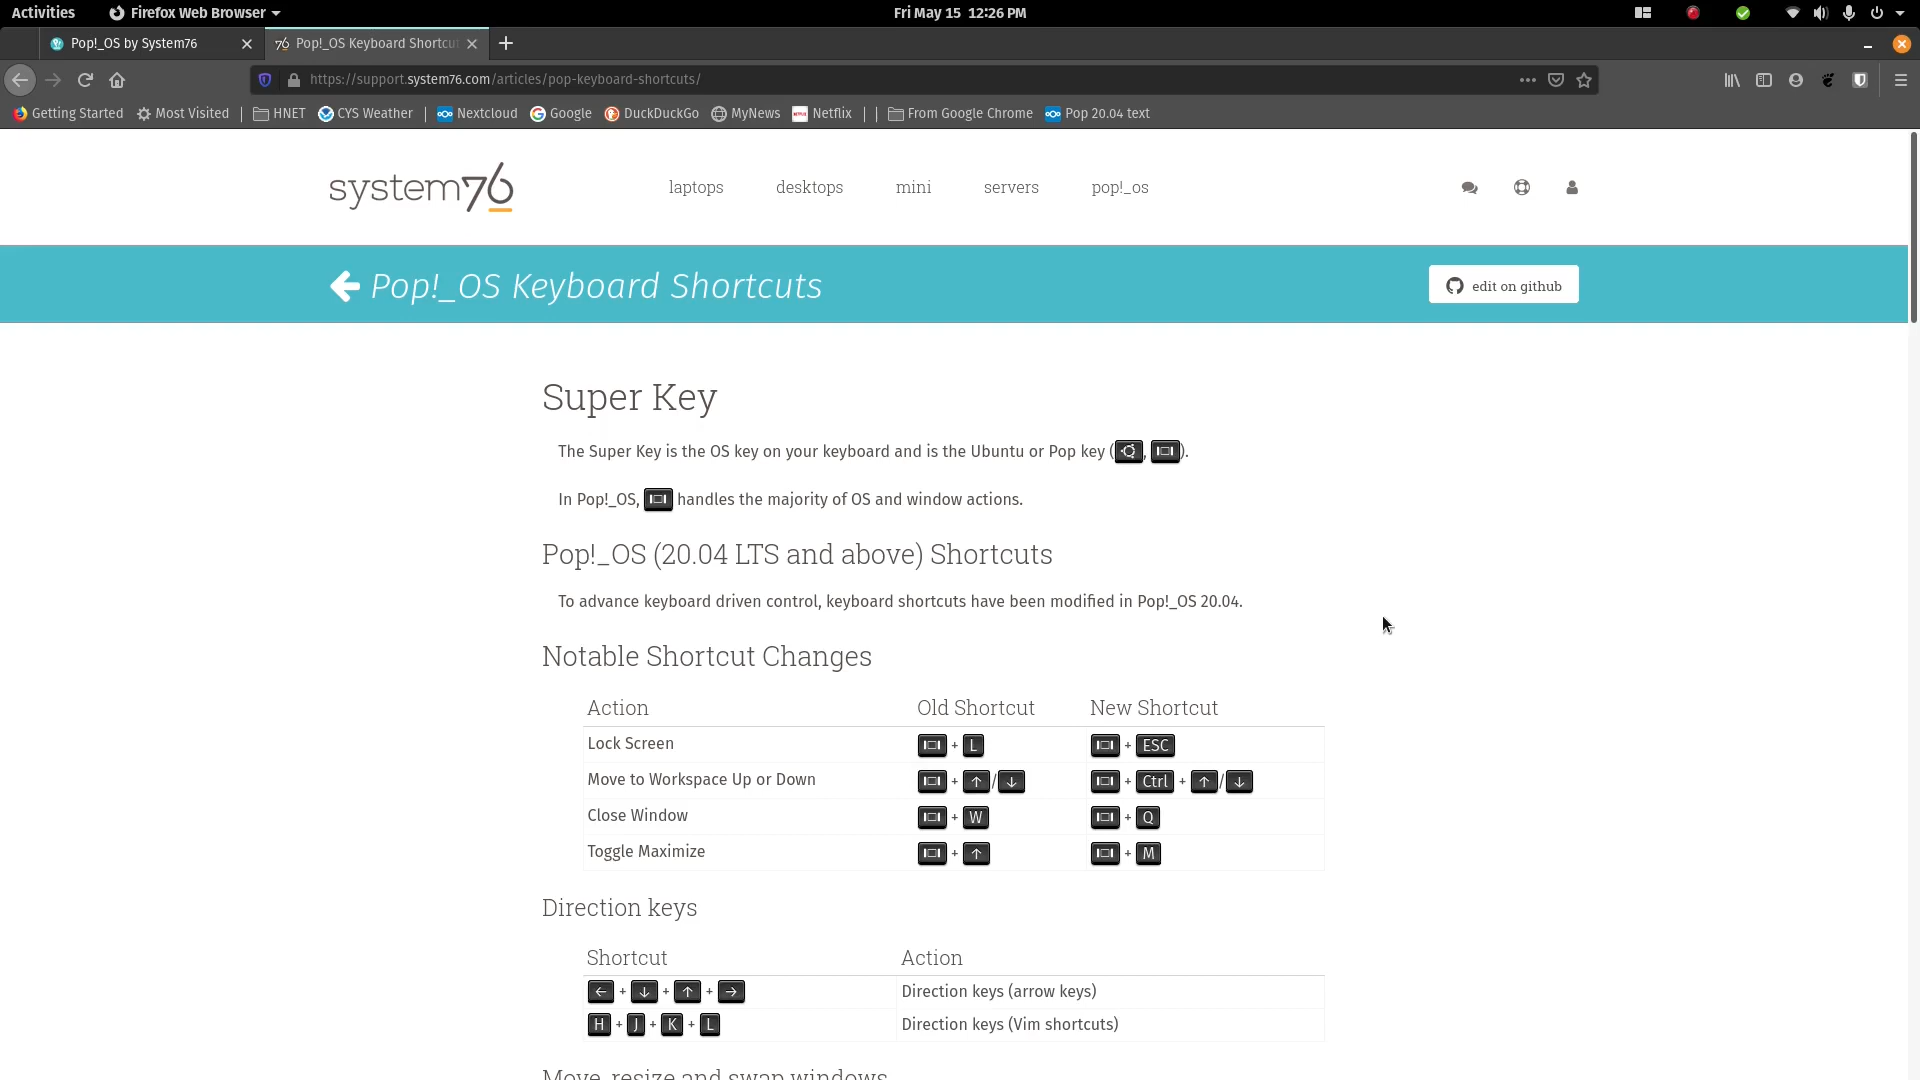 Activities Firefox Web Browser Fri May 15 12:26 PM
Pop!_OS by System76 Pop!_OS Keyboard Shortcut
https://support.system76.com/articles/pop-keyboard-shortcuts/
Getting Started Most Visited HNET CYS Weather Nextcloud Google DuckDuckGo MyNews NETFLIX Netflix From Google Chrome Pop 20.04 text
system76 laptops desktops mini servers pop!_os
Pop!_OS Keyboard Shortcuts edit on github
Super Key
The Super Key is the OS key on your keyboard and is the Ubuntu or Pop key ( , ).
In Pop!_OS, handles the majority of OS and window actions.
Pop!_OS (20.04 LTS and above) Shortcuts
To advance keyboard driven control, keyboard shortcuts have been modified in Pop!_OS 20.04.
Notable Shortcut Changes
Action Old Shortcut New Shortcut
Lock Screen + L + ESC
Move to Workspace Up or Down + ↑ / ↓ + Ctrl + ↑ / ↓
Close Window + W + Q
Toggle Maximize + ↑ + M
Direction keys
Shortcut Action
← + ↓ + ↑ + → Direction keys (arrow keys)
H + J + K + L Direction keys (Vim shortcuts)
Move, resize and swap windows